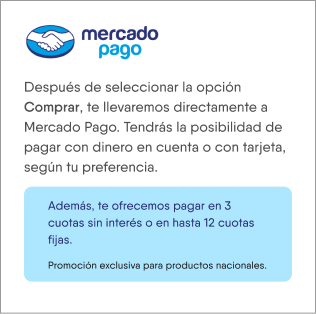 mercado
pago
Después de seleccionar la opción
Comprar, te llevaremos directamente a
Mercado Pago. Tendrás la posibilidad de
pagar con dinero en cuenta o con tarjeta,
según tu preferencia.
Además, te ofrecemos pagar en 3
cuotas sin interés o en hasta 12 cuotas
fijas.
Promoción exclusiva para productos nacionales.